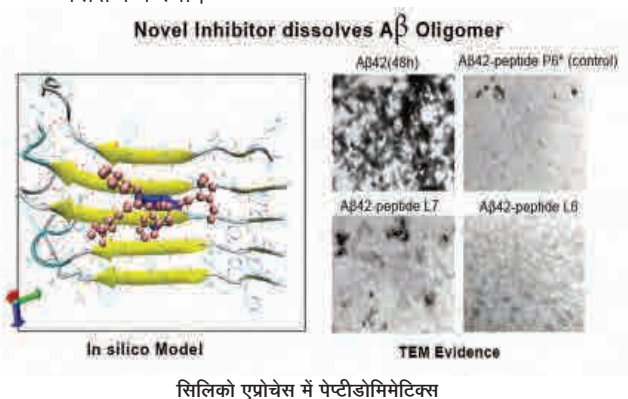 Novel Inhibitor dissolves Aβ Oligomer
Aβ42(48h)
Aβ42-peptide P6* (control)
Aβ42-peptide L7
Aβ42-peptide L6
In silico Model
TEM Evidence
सिलिको एप्रोचेस में पेप्टीडोमिमेटिक्स